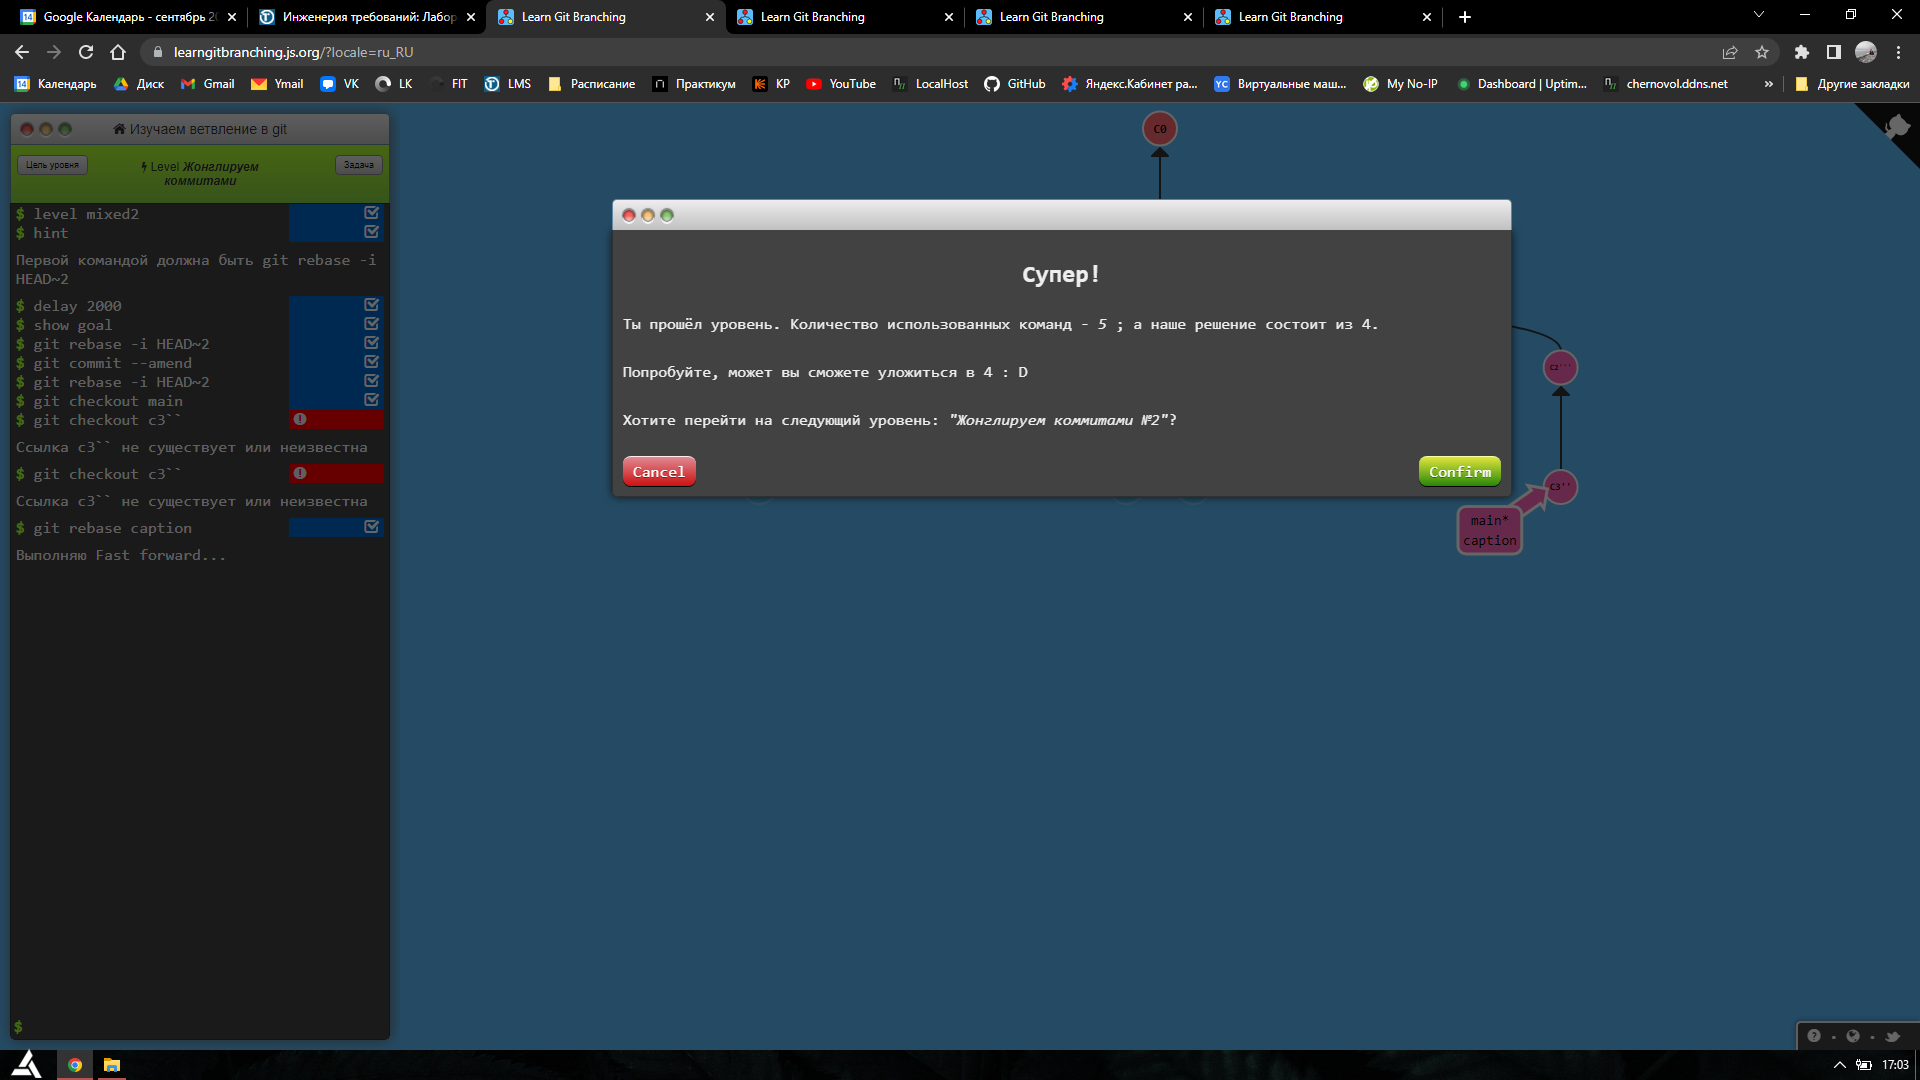 Google Календарь - сентябрь 20
Инженерия требований: Лабор
Learn Git Branching
Learn Git Branching
Learn Git Branching
Learn Git Branching
learngitbranching.js.org/?locale=ru_RU
14 Календарь
Диск
Gmail
Ymail
VK
LK
FIT
LMS
Расписание
Практикум
KP
YouTube
LocalHost
GitHub
Яндекс.Кабинет ра...
YC Виртуальные маш...
My No-IP
Dashboard | Uptim...
chernovol.ddns.net
»
Другие закладки
Изучаем ветвление в git
Цель уровня
Level Жонглируем коммитами
Задача
$ level mixed2
$ hint
Первой командой должна быть git rebase -i
HEAD~2
$ delay 2000
$ show goal
$ git rebase -i HEAD~2
$ git commit --amend
$ git rebase -i HEAD~2
$ git checkout main
$ git checkout c3``
Ссылка c3`` не существует или неизвестна
$ git checkout c3``
Ссылка c3`` не существует или неизвестна
$ git rebase caption
Выполняю Fast forward...
$
C0
Супер!
Ты прошёл уровень. Количество использованных команд - 5 ; а наше решение состоит из 4.
Попробуйте, может вы сможете уложиться в 4 : D
Хотите перейти на следующий уровень: "Жонглируем коммитами №2"?
Cancel
Confirm
C2'''
C3''
main*
caption
17:03